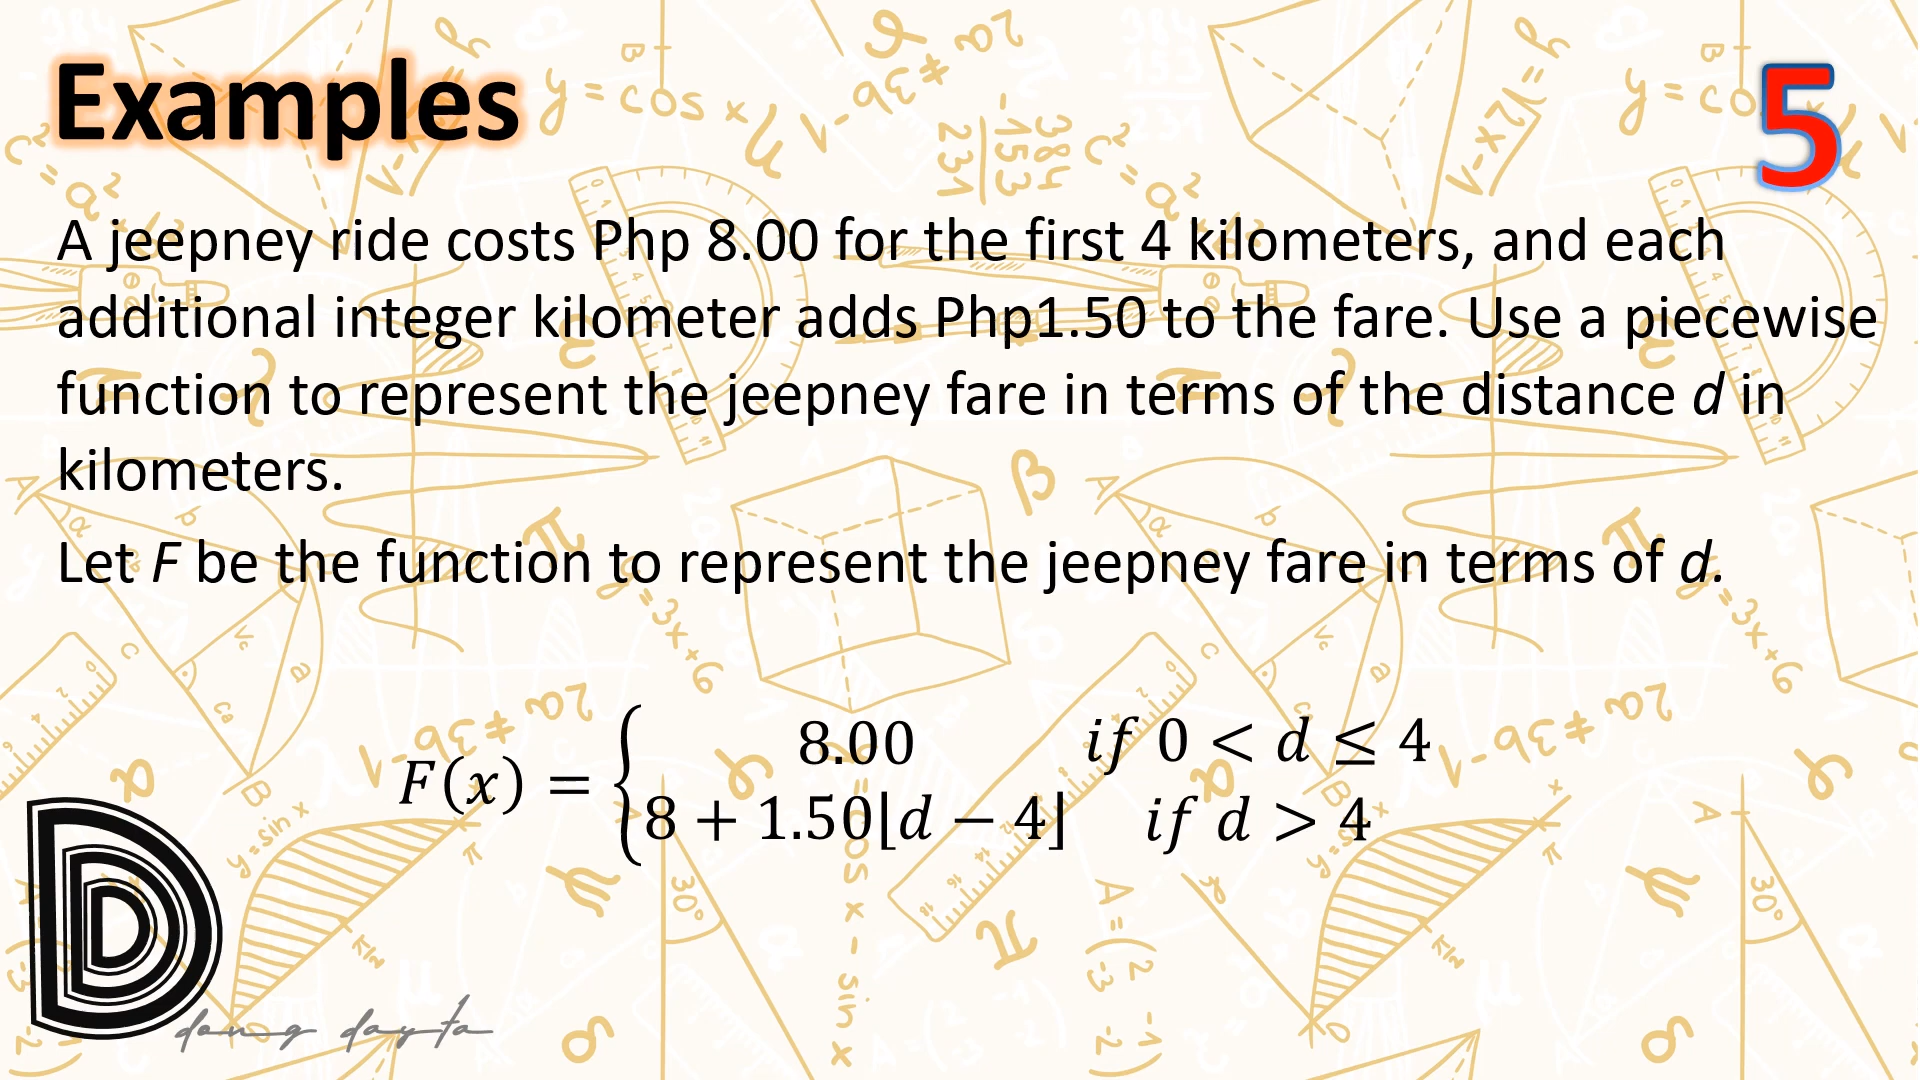 Examples
5
A jeepney ride costs Php 8.00 for the first 4 kilometers, and each
additional integer kilometer adds Php1.50 to the fare. Use a piecewise
function to represent the jeepney fare in terms of the distance d in
kilometers.
Let F be the function to represent the jeepney fare in terms of d.
F(x) = { 8.00 if 0 < d ≤ 4
8 + 1.50⌊d − 4⌋ if d > 4
D
dong dayta